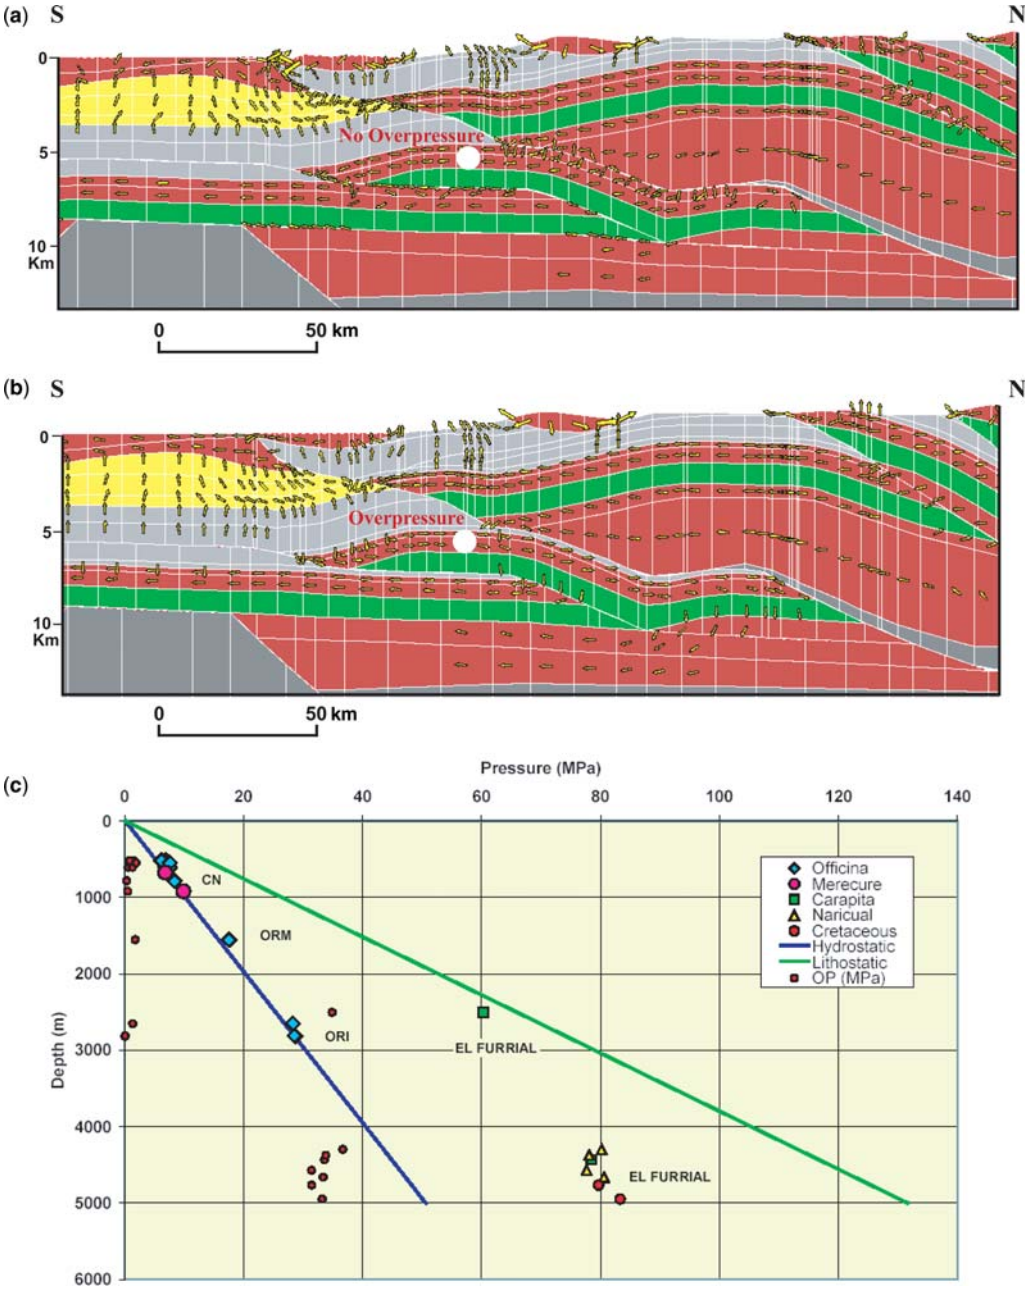 (a) S N
0
No Overpressure
5
10
Km
0 50 km
(b) S N
0
Overpressure
5
10
Km
0 50 km
(c) Pressure (MPa)
0 20 40 60 80 100 120 140
0
1000
2000
3000
4000
5000
6000
Depth (m)
CN
ORM
ORI
EL FURRIAL
EL FURRIAL
Officina
Merecure
Carapita
Naricual
Cretaceous
Hydrostatic
Lithostatic
OP (MPa)